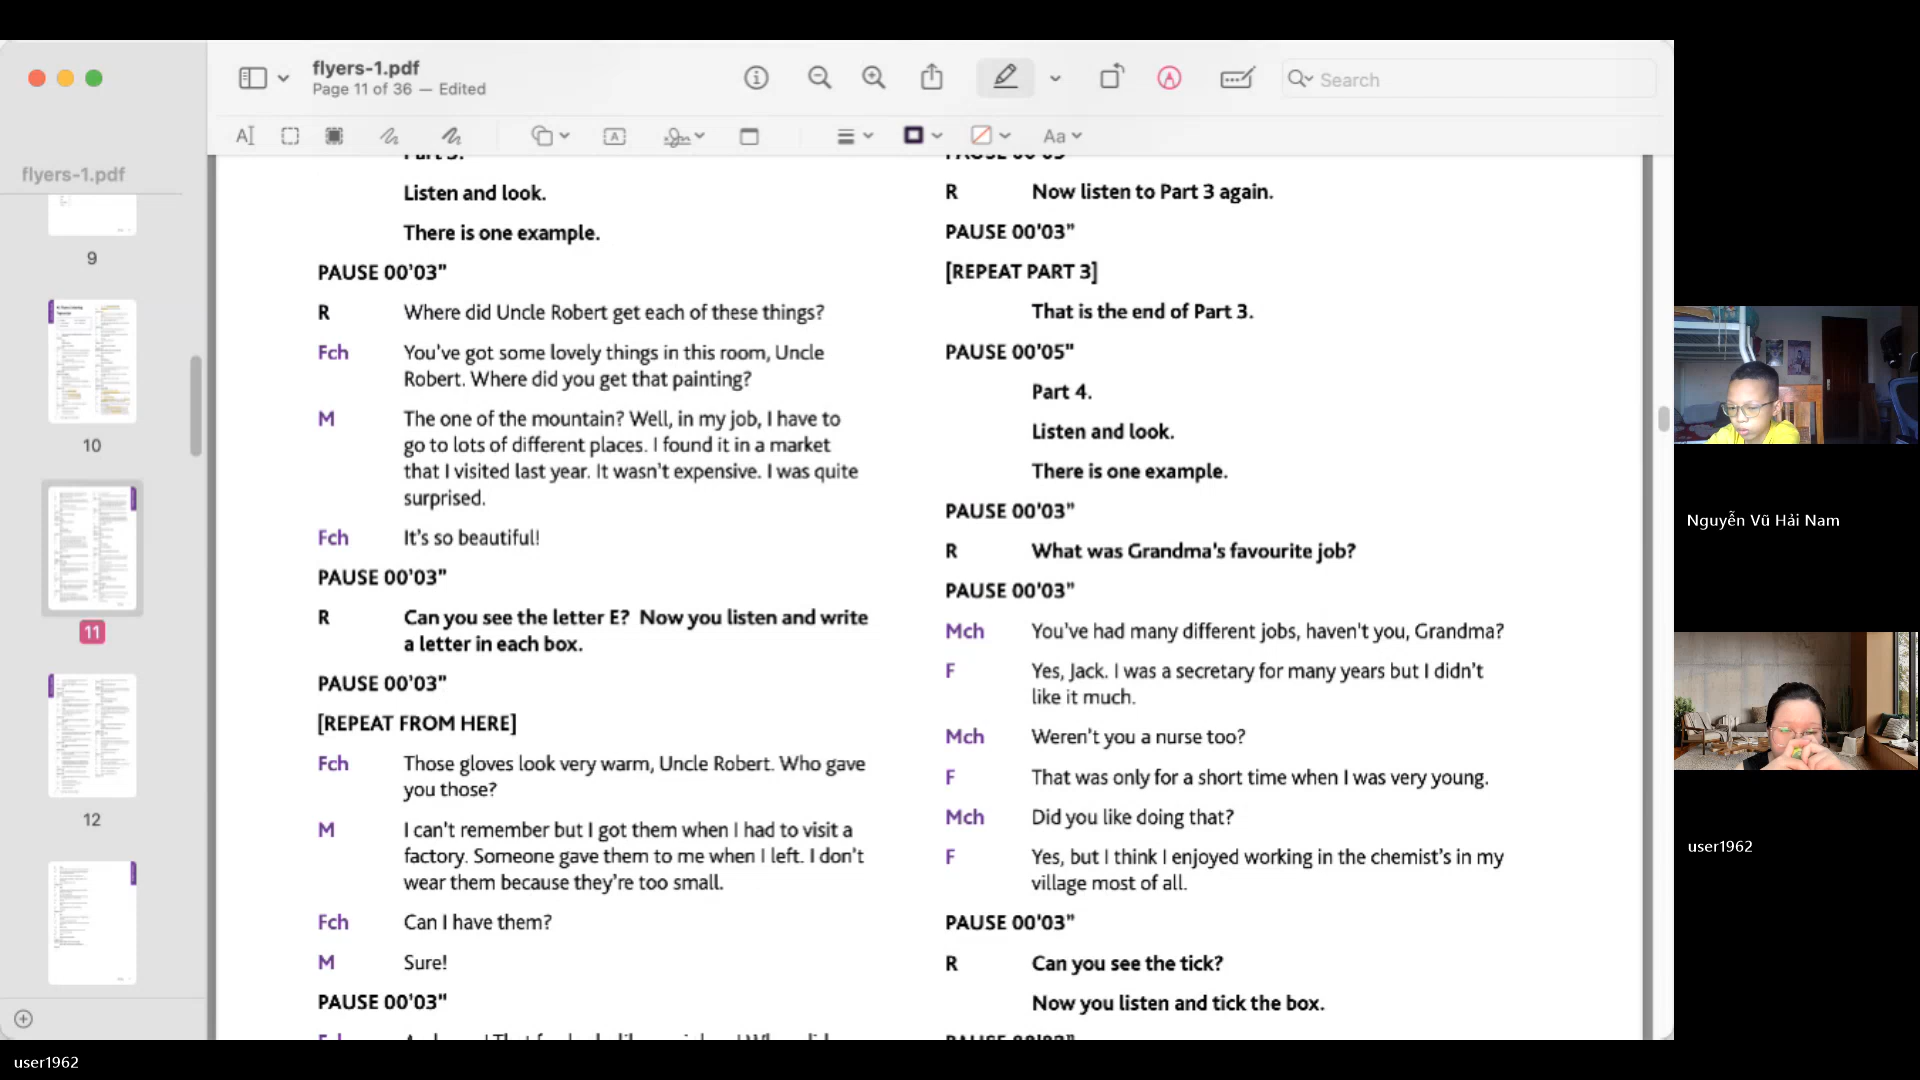 flyers-1.pdf
Page 11 of 36 — Edited
Search
flyers-1.pdf
9
10
11
12
Part 3.
Listen and look.
There is one example.
PAUSE 00'03"
R Where did Uncle Robert get each of these things?
Fch You've got some lovely things in this room, Uncle
Robert. Where did you get that painting?
M The one of the mountain? Well, in my job, I have to
go to lots of different places. I found it in a market
that I visited last year. It wasn't expensive. I was quite
surprised.
Fch It's so beautiful!
PAUSE 00'03"
R Can you see the letter E? Now you listen and write
a letter in each box.
PAUSE 00'03"
[REPEAT FROM HERE]
Fch Those gloves look very warm, Uncle Robert. Who gave
you those?
M I can't remember but I got them when I had to visit a
factory. Someone gave them to me when I left. I don't
wear them because they're too small.
Fch Can I have them?
M Sure!
PAUSE 00'03"
PAUSE 00'05
R Now listen to Part 3 again.
PAUSE 00'03"
[REPEAT PART 3]
That is the end of Part 3.
PAUSE 00'05"
Part 4.
Listen and look.
There is one example.
PAUSE 00'03"
R What was Grandma's favourite job?
PAUSE 00'03"
Mch You've had many different jobs, haven't you, Grandma?
F Yes, Jack. I was a secretary for many years but I didn't
like it much.
Mch Weren't you a nurse too?
F That was only for a short time when I was very young.
Mch Did you like doing that?
F Yes, but I think I enjoyed working in the chemist's in my
village most of all.
PAUSE 00'03"
R Can you see the tick?
Now you listen and tick the box.
Nguyễn Vũ Hải Nam
user1962
user1962